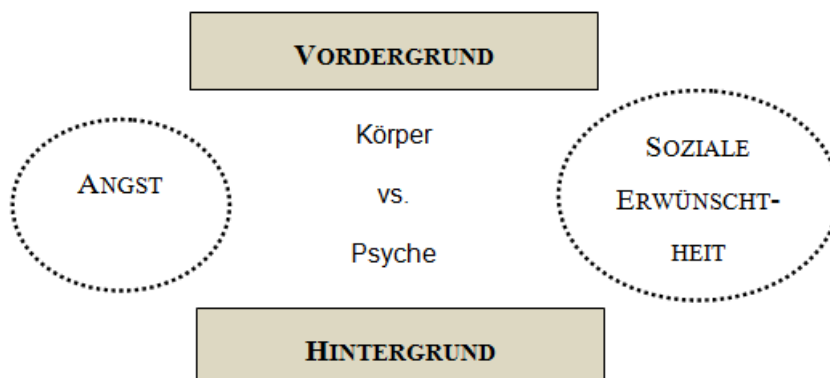 VORDERGRUND
Körper
vs.
Psyche
ANGST
SOZIALE
ERWÜNSCHT-
HEIT
HINTERGRUND